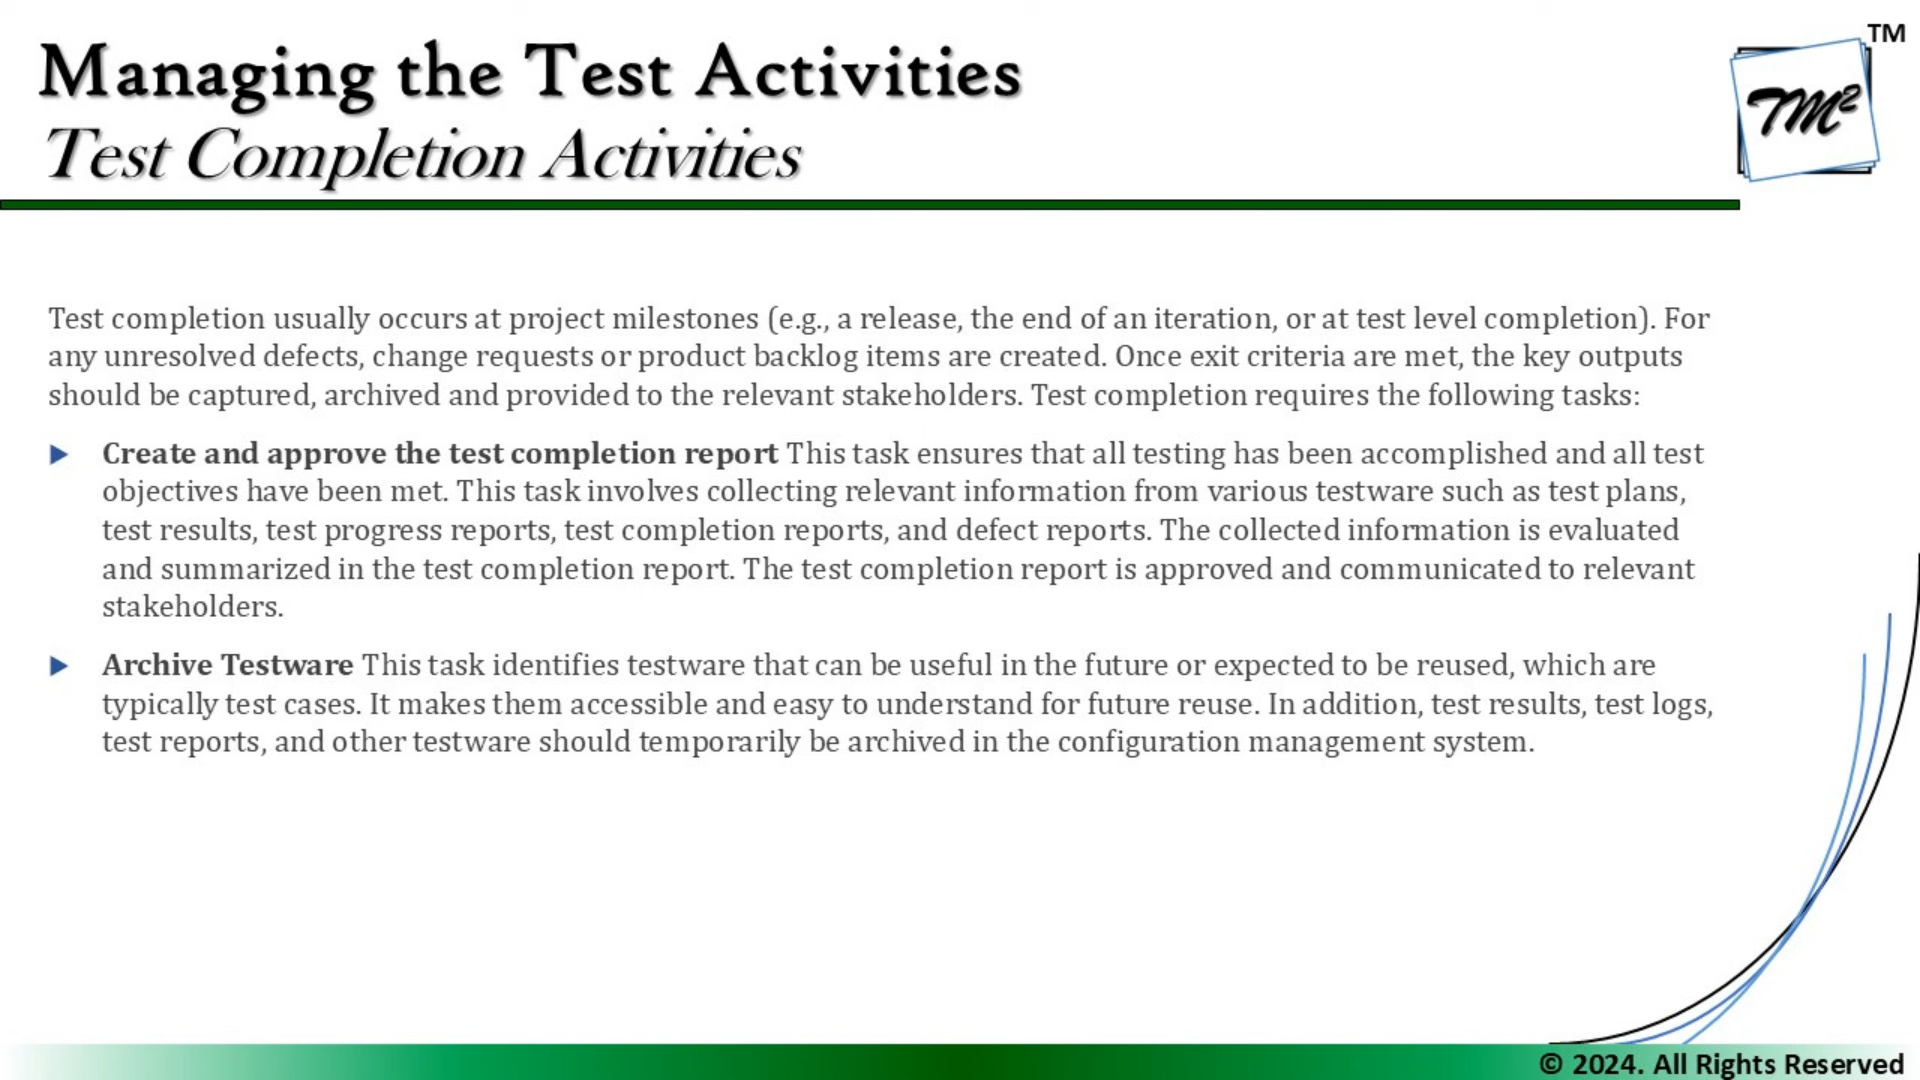 Managing the Test Activities
TM
TM²
Test Completion Activities
Test completion usually occurs at project milestones (e.g., a release, the end of an iteration, or at test level completion). For
any unresolved defects, change requests or product backlog items are created. Once exit criteria are met, the key outputs
should be captured, archived and provided to the relevant stakeholders. Test completion requires the following tasks:
Create and approve the test completion report This task ensures that all testing has been accomplished and all test
objectives have been met. This task involves collecting relevant information from various testware such as test plans,
test results, test progress reports, test completion reports, and defect reports. The collected information is evaluated
and summarized in the test completion report. The test completion report is approved and communicated to relevant
stakeholders.
Archive Testware This task identifies testware that can be useful in the future or expected to be reused, which are
typically test cases. It makes them accessible and easy to understand for future reuse. In addition, test results, test logs,
test reports, and other testware should temporarily be archived in the configuration management system.
© 2024. All Rights Reserved